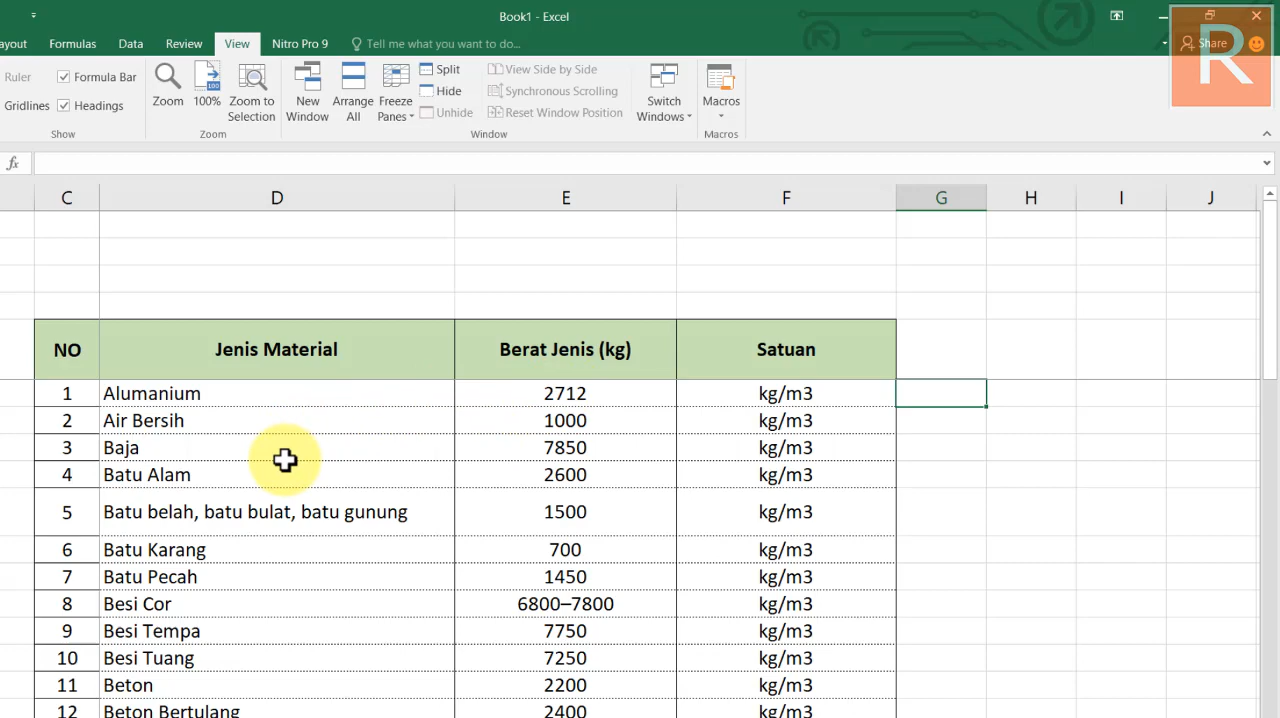 Book1 - Excel
ayout Formulas Data Review View Nitro Pro 9 Tell me what you want to do... Share
R
Ruler Formula Bar
Gridlines Headings
Show
Zoom 100% Zoom to Selection
Zoom
New Window Arrange All Freeze Panes
Split
Hide
Unhide
View Side by Side
Synchronous Scrolling
Reset Window Position
Window
Switch Windows
Macros
Macros
fx
C D E F G H I J
NO Jenis Material Berat Jenis (kg) Satuan
1 Alumanium 2712 kg/m3
2 Air Bersih 1000 kg/m3
3 Baja 7850 kg/m3
4 Batu Alam 2600 kg/m3
5 Batu belah, batu bulat, batu gunung 1500 kg/m3
6 Batu Karang 700 kg/m3
7 Batu Pecah 1450 kg/m3
8 Besi Cor 6800–7800 kg/m3
9 Besi Tempa 7750 kg/m3
10 Besi Tuang 7250 kg/m3
11 Beton 2200 kg/m3
12 Beton Bertulang 2400 kg/m3